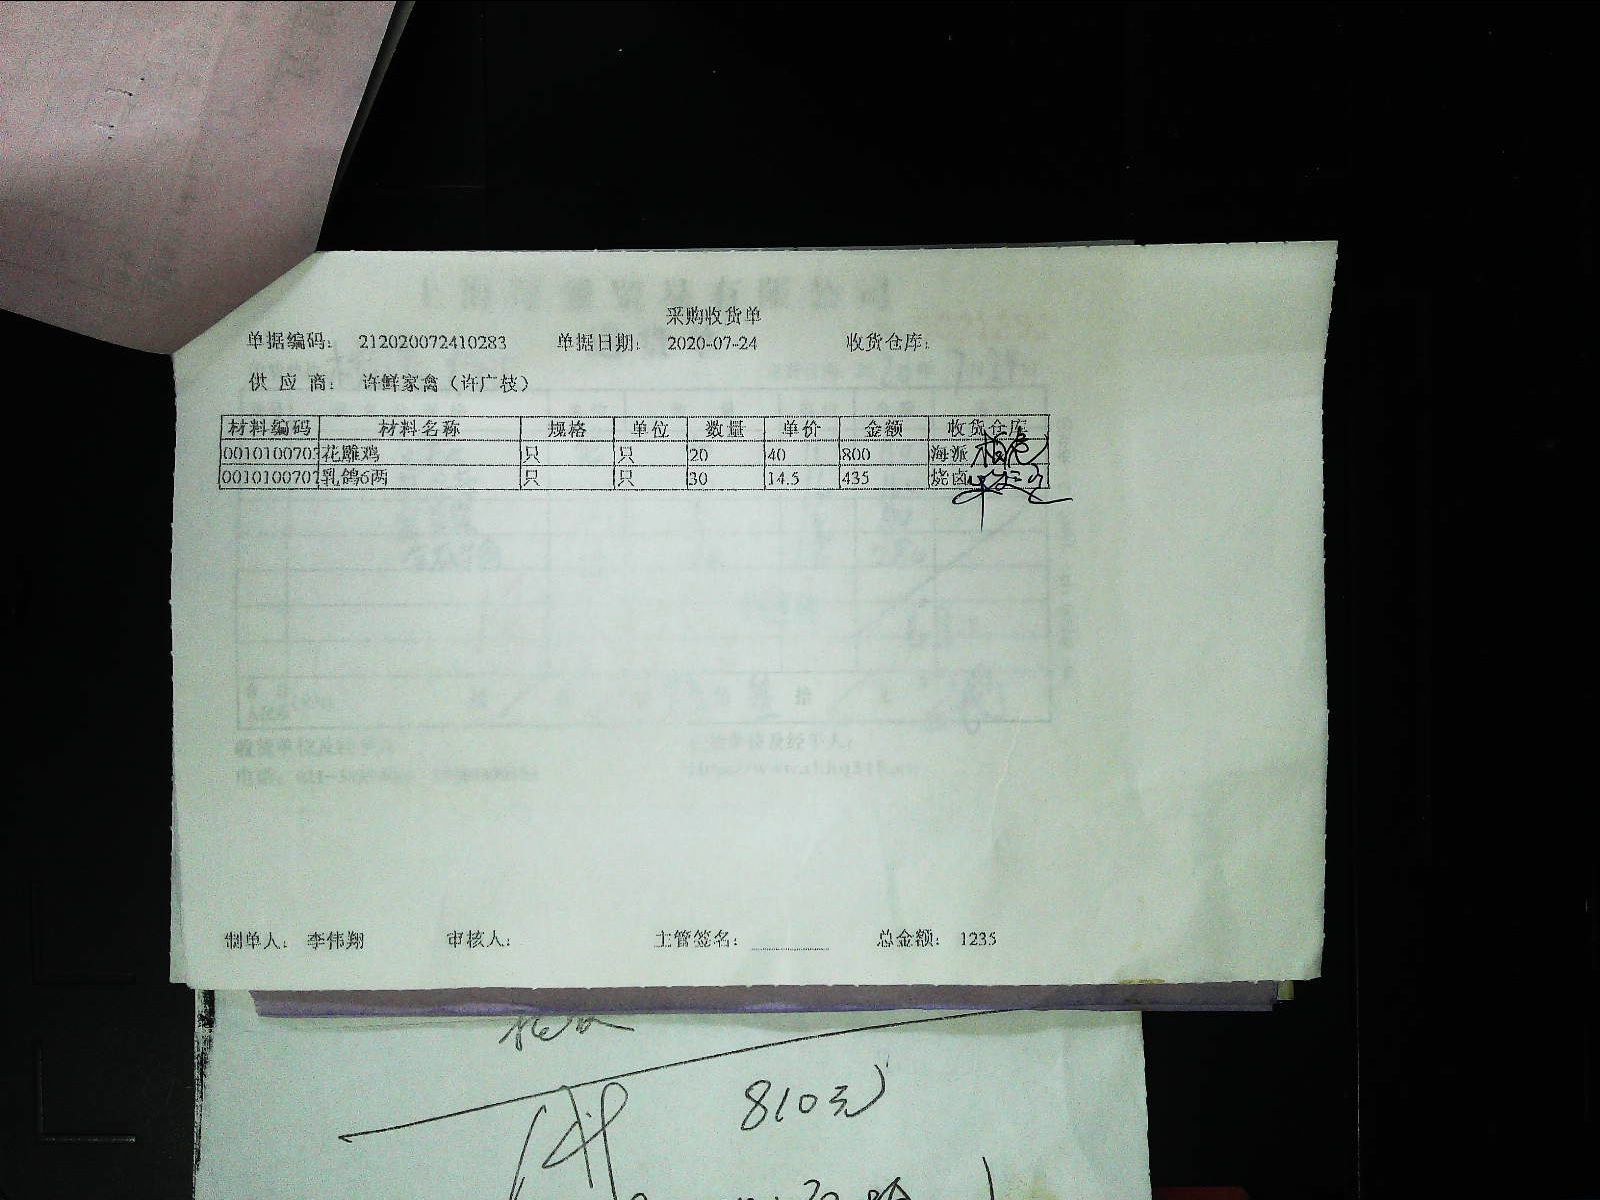 采购收货单
单据编码： 212020072410283 单据日期： 2020-07-24 收货仓库：
供 应 商： 许鲜家禽（许广枝）
材料编码 材料名称 规格 单位 数量 单价 金额 收货仓库
0010100703 花雕鸡 只 只 20 40 800 海派
0010100707 乳鸽6两 只 只 30 14.5 435 烧卤
制单人： 李伟翔 审核人： 主管签名： 总金额： 1235
810元